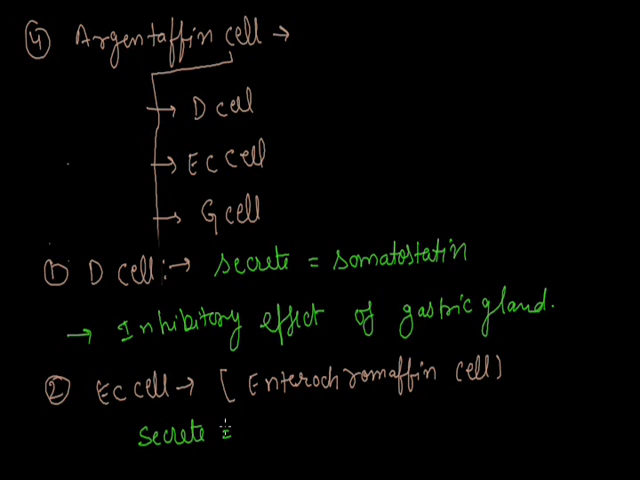 ④ Argentaffin cell →
→ D cell
→ EC cell
→ G cell
① D cell :→ secrete = somatostatin
→ Inhibitory effect of gastric gland.
② EC cell → [ Enterochromaffin cell )
Secrete